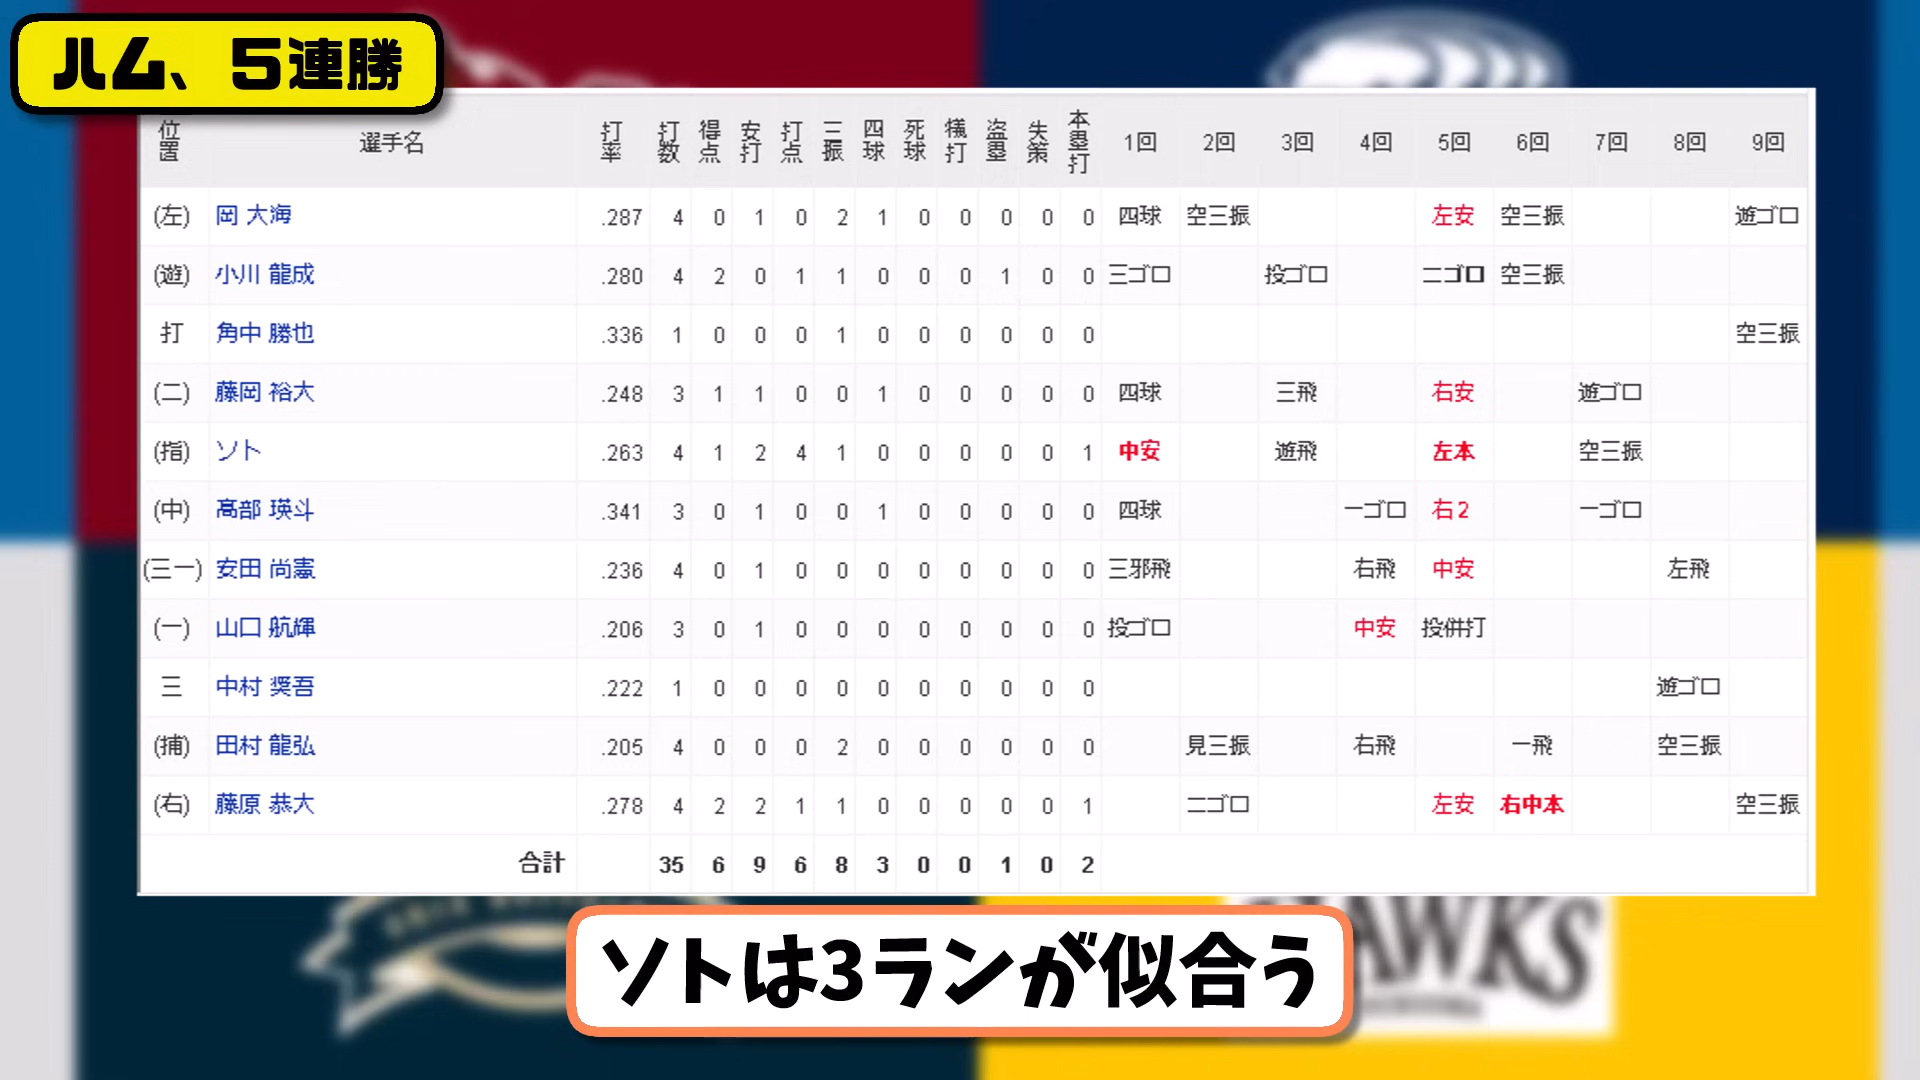 ハム、5連勝
位置 選手名 打率 打数 得点 安打 打点 三振 四球 死球 犠打 盗塁 失策 本塁打 1回 2回 3回 4回 5回 6回 7回 8回 9回
(左) 岡 大海 .287 4 0 1 0 2 1 0 0 0 0 0 四球 空三振 左安 空三振 遊ゴロ
(遊) 小川 龍成 .280 4 2 0 1 1 0 0 0 1 0 0 三ゴロ 投ゴロ ニゴロ 空三振
打 角中 勝也 .336 1 0 0 0 1 0 0 0 0 0 0 空三振
(二) 藤岡 裕大 .248 3 1 1 0 0 1 0 0 0 0 0 四球 三飛 右安 遊ゴロ
(指) ソト .263 4 1 2 4 1 0 0 0 0 0 1 中安 遊飛 左本 空三振
(中) 髙部 瑛斗 .341 3 0 1 0 0 1 0 0 0 0 0 四球 一ゴロ 右2 一ゴロ
(三一) 安田 尚憲 .236 4 0 1 0 0 0 0 0 0 0 0 三邪飛 右飛 中安 左飛
(一) 山口 航輝 .206 3 0 1 0 0 0 0 0 0 0 0 投ゴロ 中安 投併打
三 中村 奨吾 .222 1 0 0 0 0 0 0 0 0 0 0 遊ゴロ
(捕) 田村 龍弘 .205 4 0 0 0 2 0 0 0 0 0 0 見三振 右飛 一飛 空三振
(右) 藤原 恭大 .278 4 2 2 1 1 0 0 0 0 0 1 二ゴロ 左安 右中本 空三振
合計 35 6 9 6 8 3 0 0 1 0 2
AWKS
ソトは3ランが似合う